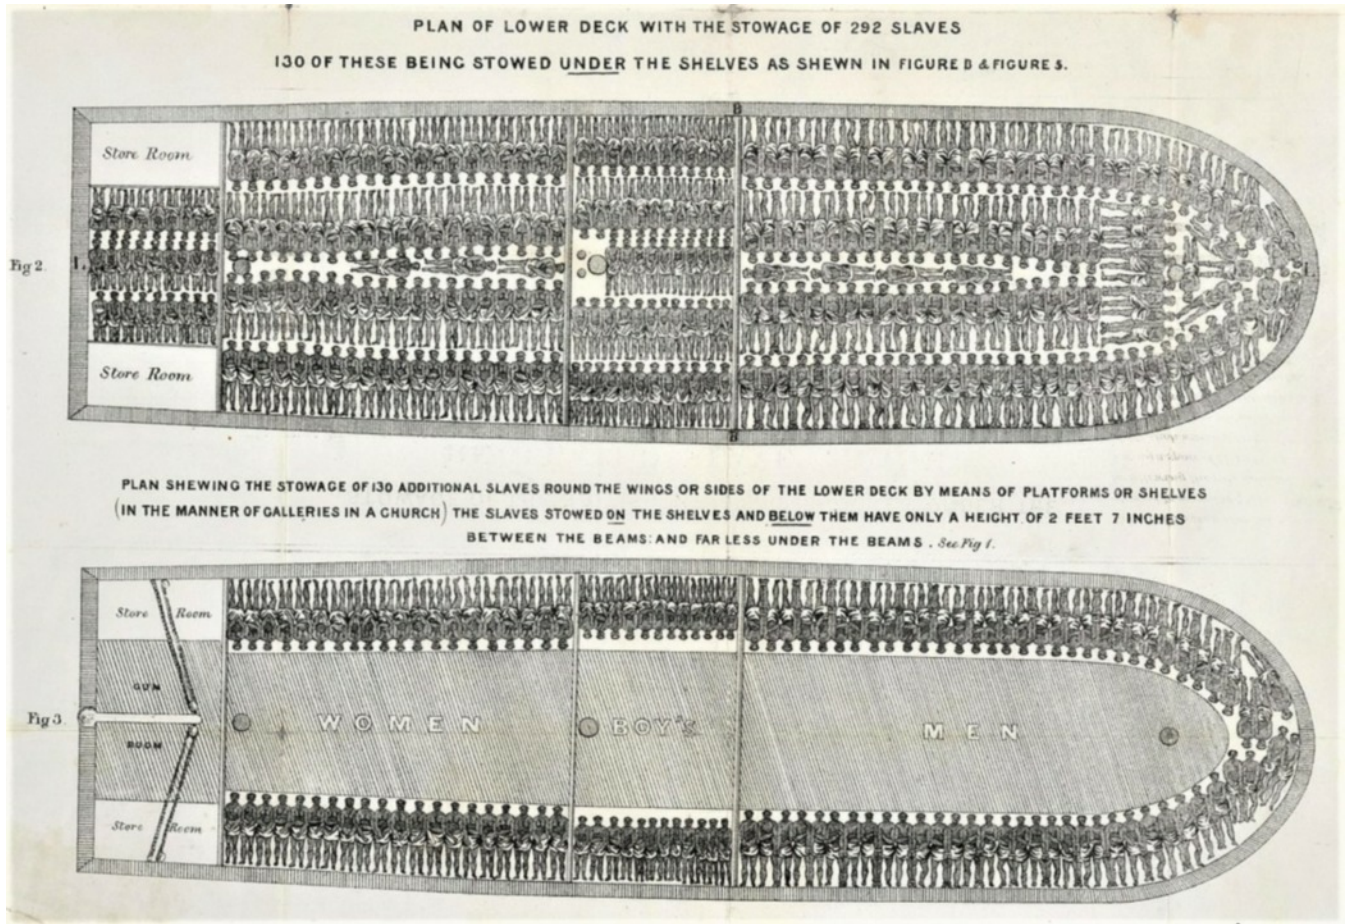 PLAN OF LOWER DECK WITH THE STOWAGE OF 292 SLAVES
130 OF THESE BEING STOWED UNDER THE SHELVES AS SHEWN IN FIGURE D & FIGURE 5.
B
Store Room
Fig 2.
1.
Store Room
B
PLAN SHEWING THE STOWAGE OF 130 ADDITIONAL SLAVES ROUND THE WINGS OR SIDES OF THE LOWER DECK BY MEANS OF PLATFORMS OR SHELVES
(IN THE MANNER OF GALLERIES IN A CHURCH) THE SLAVES STOWED ON THE SHELVES AND BELOW THEM HAVE ONLY A HEIGHT OF 2 FEET 7 INCHES
BETWEEN THE BEAMS: AND FAR LESS UNDER THE BEAMS. See Fig 1.
Store Room
GUN
Fig 3.
WOMEN BOY'S MEN
ROOM
Store Room